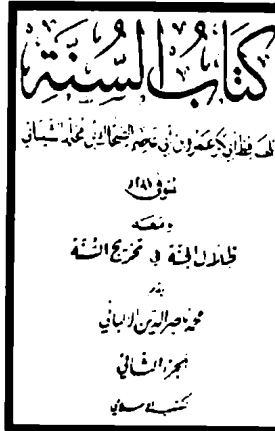 كتاب السنة
للحافظ أبي بكر عمرو بن أبي عاصم الضحاك بن مخلد الشيباني
ومعه
ظلال الجنة في تخريج السنة
بقلم
محمد ناصر الدين الألباني
الجزء الثاني
المكتب الإسلامي